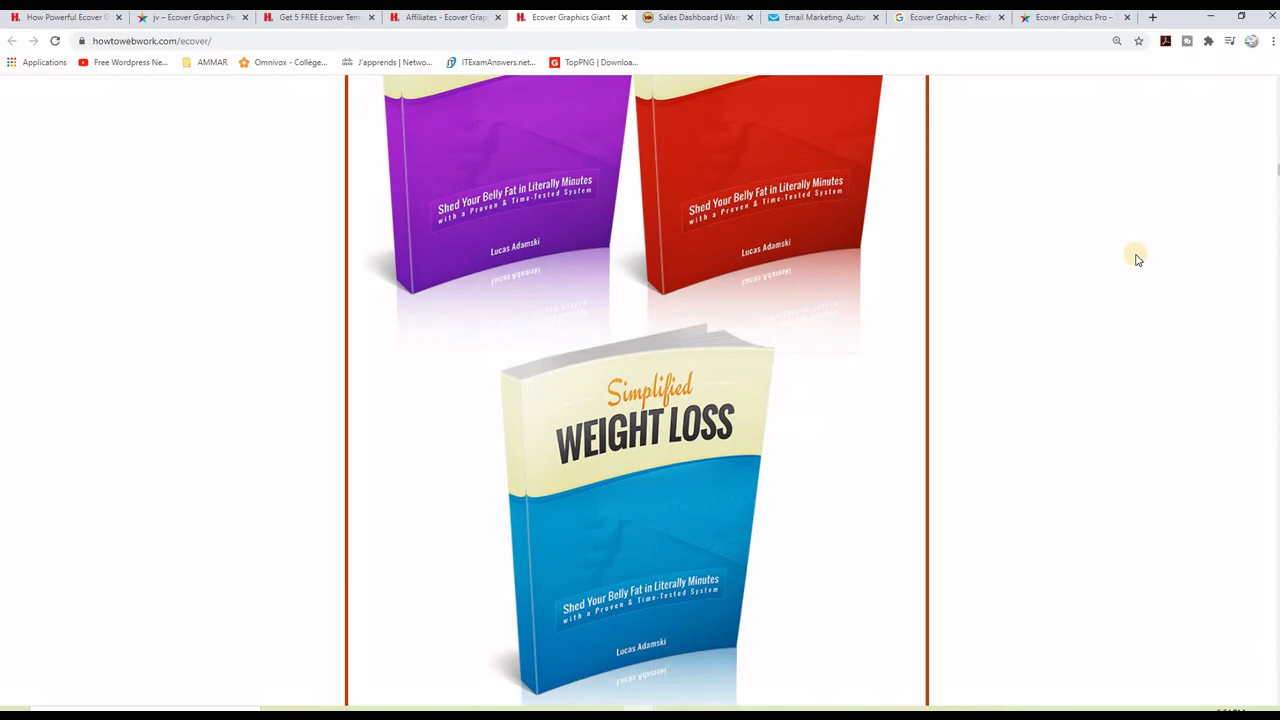 How Powerful Ecover G
jv – Ecover Graphics Pr
Get 5 FREE Ecover Tem
Affiliates - Ecover Grap
Ecover Graphics Giant
Sales Dashboard | War
Email Marketing, Autor
Ecover Graphics – Rech
Ecover Graphics Pro –
howtowebwork.com/ecover/
Applications
Free Wordpress Ne...
AMMAR
Omnivox - Collège...
J'apprends | Netwo...
ITExamAnswers.net...
TopPNG | Downloa...
Shed Your Belly Fat in Literally Minutes
with a Proven & Time-Tested System
Lucas Adamski
Shed Your Belly Fat in Literally Minutes
with a Proven & Time-Tested System
Lucas Adamski
Simplified
WEIGHT LOSS
Shed Your Belly Fat in Literally Minutes
with a Proven & Time-Tested System
Lucas Adamski